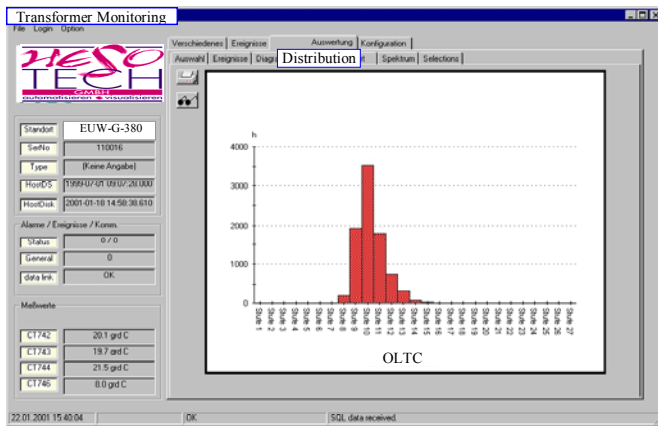 Transformer Monitoring
File Login Option
Verschiedenes Ereignisse Auswertung Konfiguration
Auswahl Ereignisse Distribution Spektrum Selections
HESO
TECH
GMBH
automatisieren visualisieren
Standort EUW-G-380
SerNo 110016
Type (Keine Angabe)
HostDS 1999-07-01 09:07:28.000
HostDisk 2001-01-18 14:58:38.610
Alarme / Ereignisse / Komm.
Status 0 / 0
General 0
data link OK
Meßwerte
CT742 20.1 grd C
CT743 19.7 grd C
CT744 21.5 grd C
CT746 8.0 grd C
h
4000
3000
2000
1000
0
Stufe 1
Stufe 2
Stufe 3
Stufe 4
Stufe 5
Stufe 6
Stufe 7
Stufe 8
Stufe 9
Stufe 10
Stufe 11
Stufe 12
Stufe 13
Stufe 14
Stufe 15
Stufe 16
Stufe 17
Stufe 18
Stufe 19
Stufe 20
Stufe 21
Stufe 22
Stufe 23
Stufe 24
Stufe 25
Stufe 26
Stufe 27
OLTC
22.01.2001 15:40:04 OK SQL data received.